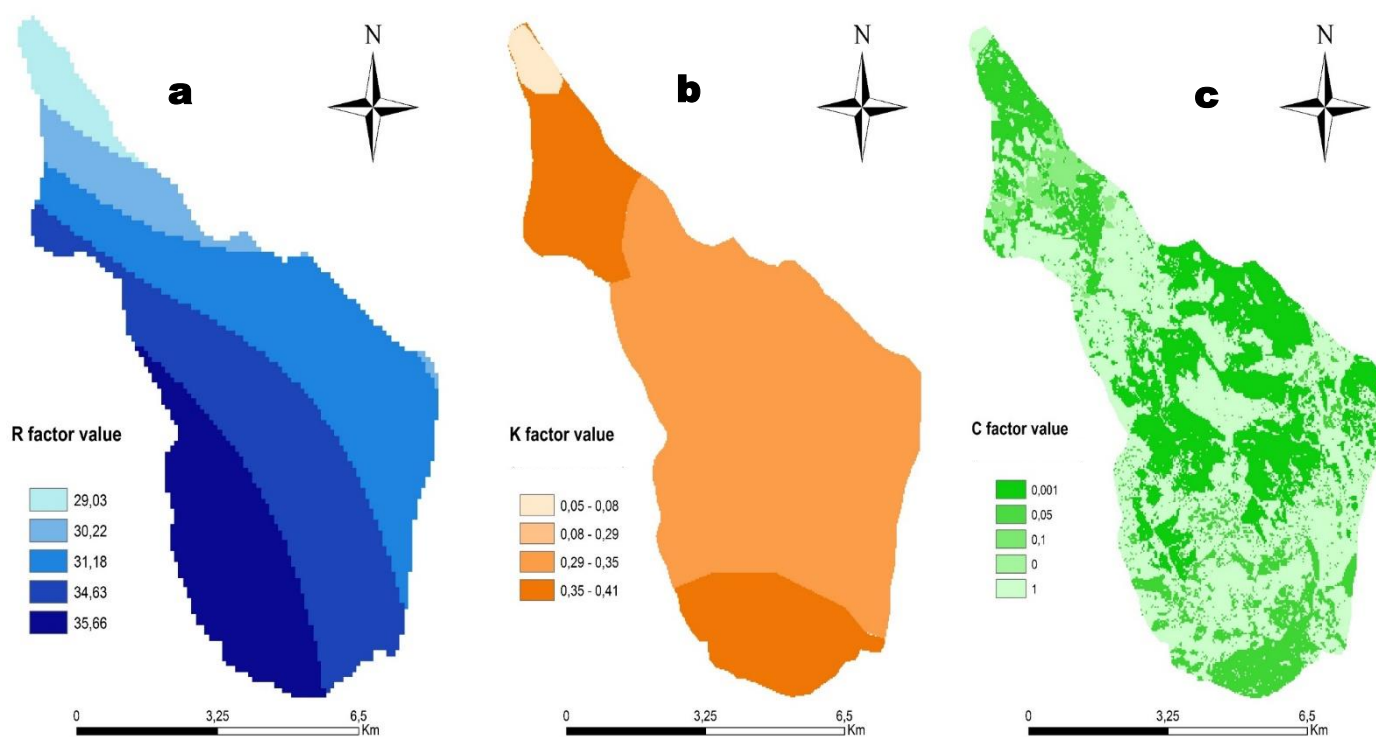 a
N
R factor value
29,03
30,22
31,18
34,63
35,66
0 3,25 6,5
Km
b
N
K factor value
0,05 - 0,08
0,08 - 0,29
0,29 - 0,35
0,35 - 0,41
0 3,25 6,5
Km
c
N
C factor value
0,001
0,05
0,1
0
1
0 3,25 6,5
Km